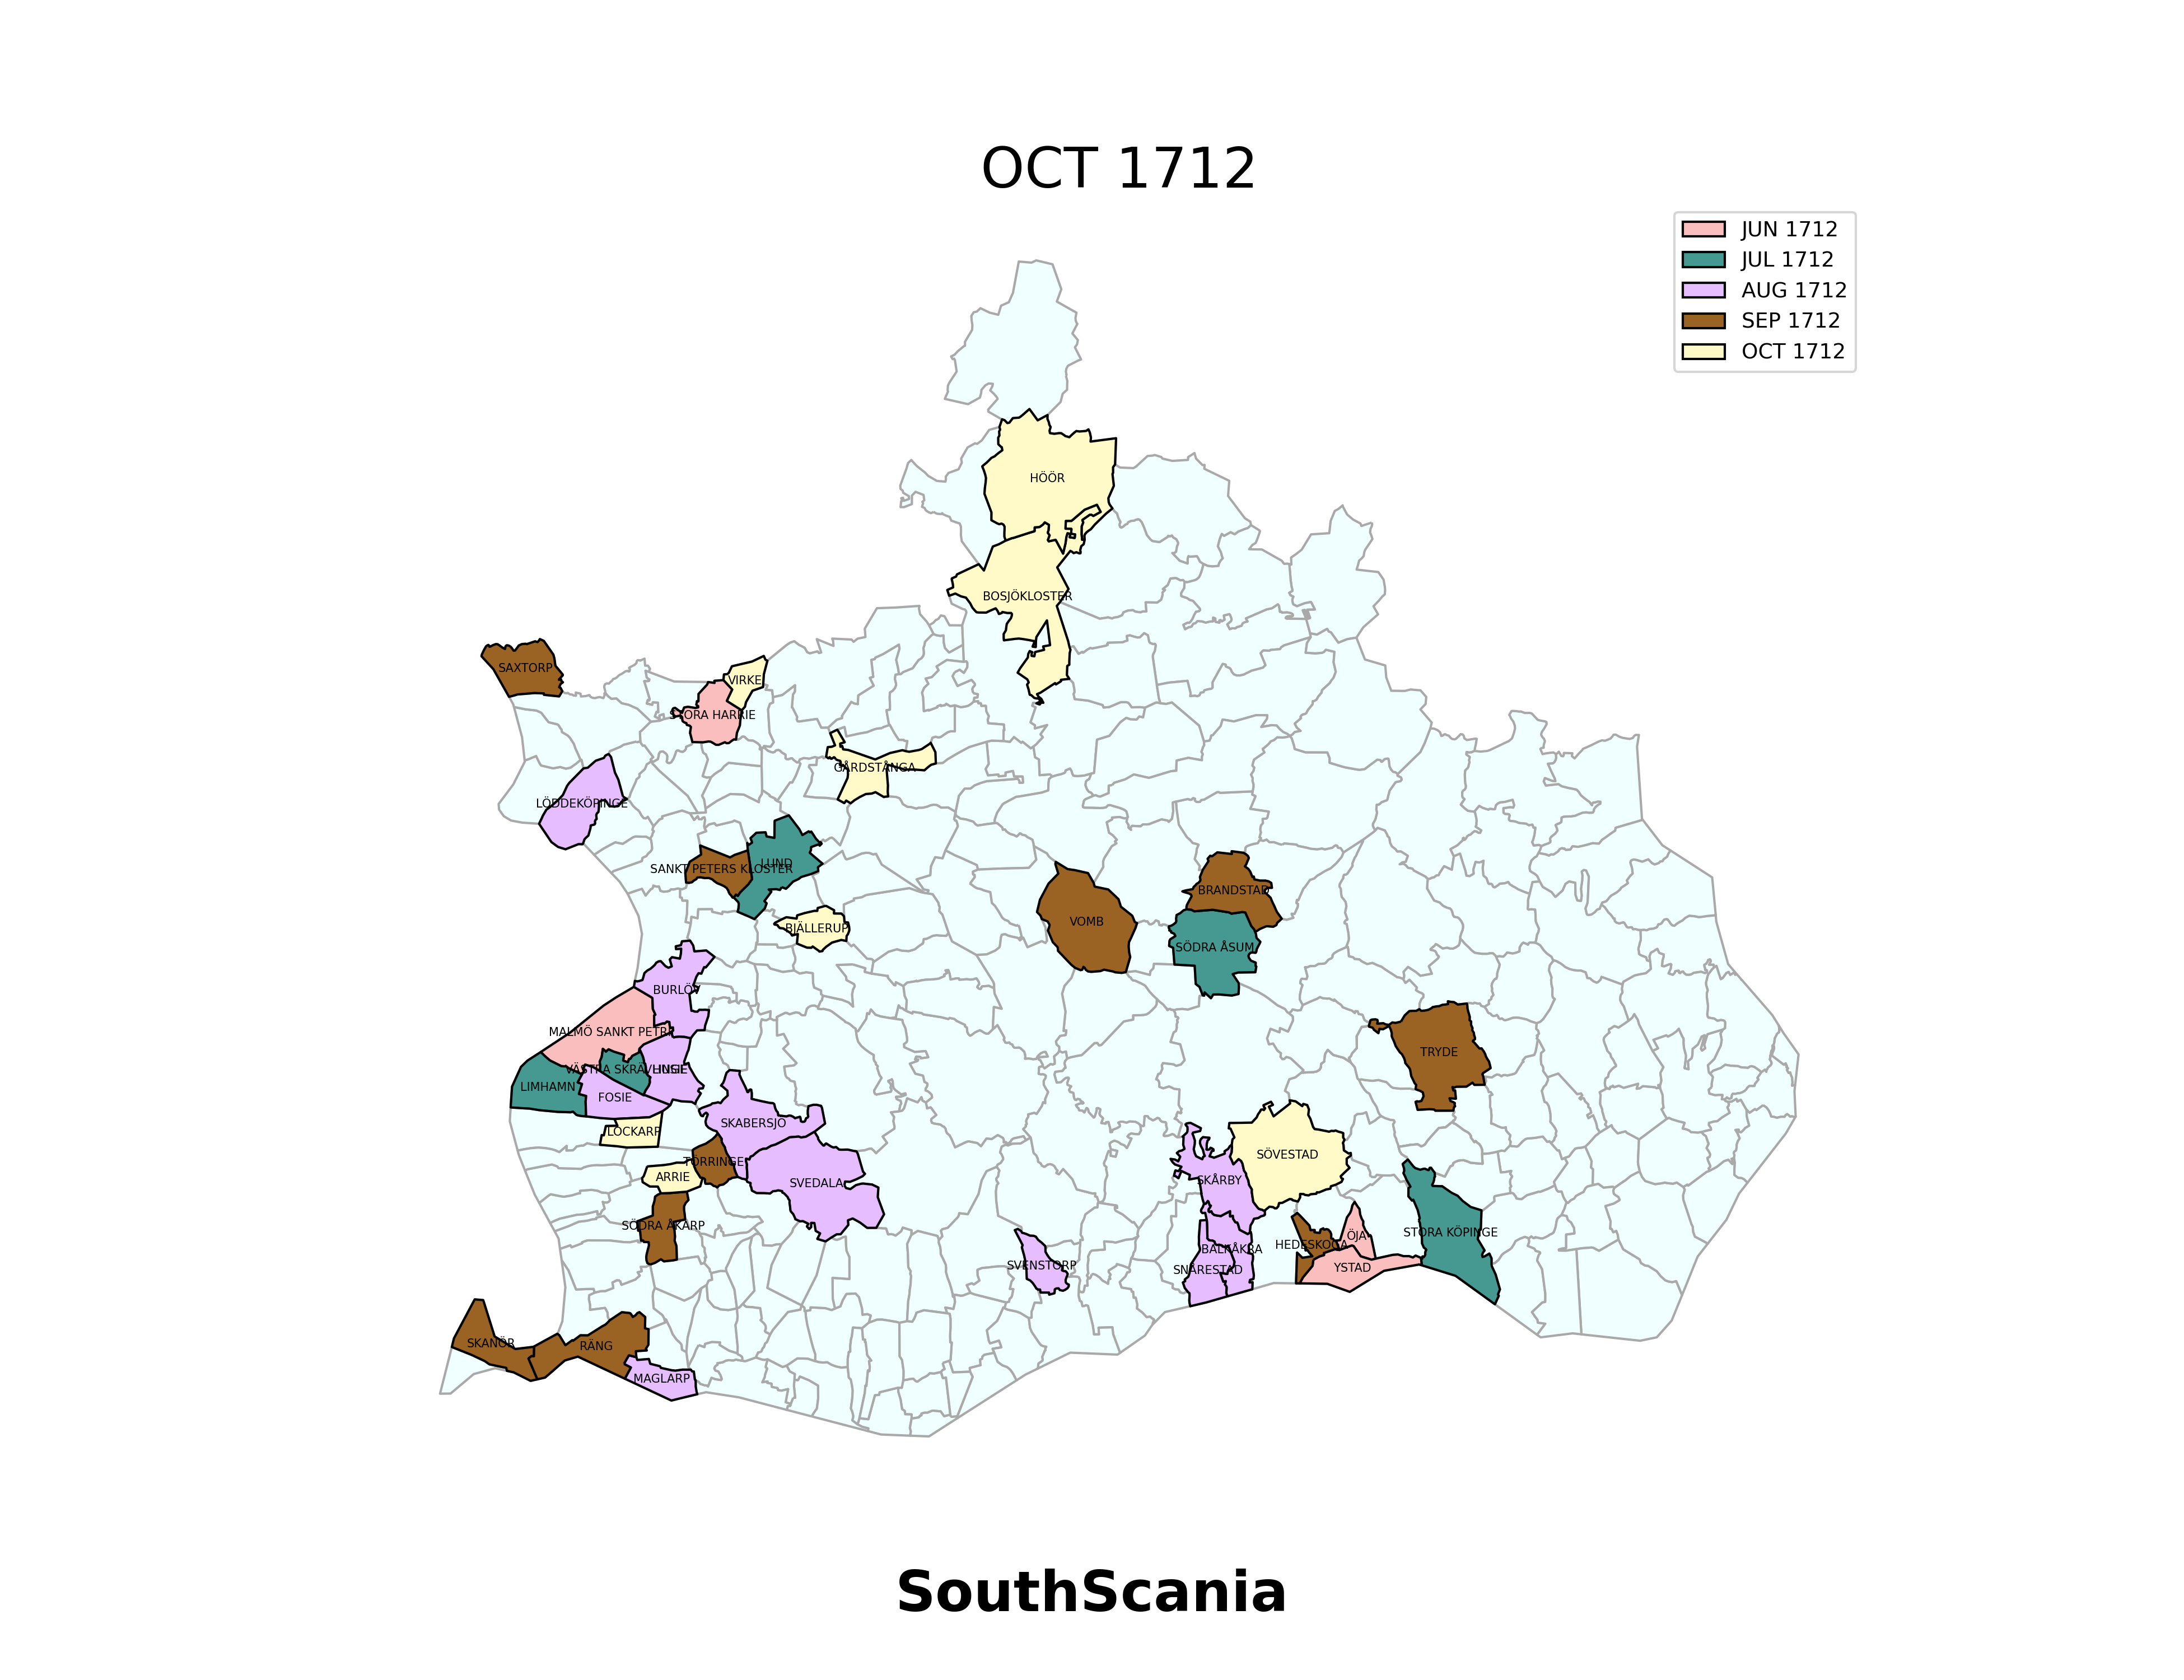 OCT 1712
JUN 1712
JUL 1712
AUG 1712
SEP 1712
OCT 1712
HÖÖR
BOSJÖKLOSTER
SAXTORP
VIRKE
STORA HARRIE
GÅRDSTÅNGA
LÖDDEKÖPINGE
LUND
SANKT PETERS KLOSTER
BRANDSTAD
VOMB
BJÄLLERUP
SÖDRA ÅSUM
BURLÖV
MALMÖ SANKT PETRI
TRYDE
VÄSTRA SKRÄVLINGE
HUSIE
LIMHAMN
FOSIE
SKABERSJÖ
LOCKARP
SÖVESTAD
TÖRRINGE
ARRIE
SKÅRBY
SVEDALA
SÖDRA ÅKARP
STORA KÖPINGE
ÖJA
HEDESKOGA
BALKÅKRA
SVENSTORP
YSTAD
SNÅRESTAD
SKANÖR
RÄNG
MAGLARP
SouthScania